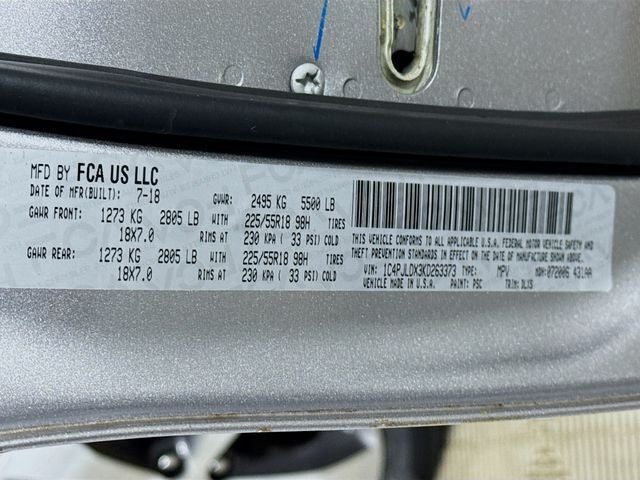 MFD BY FCA US LLC
DATE OF MFR(BUILT): 7-18 GVWR: 2495 KG 5500 LB
GAWR FRONT: 1273 KG 2805 LB WITH 225/55R18 98H TIRES
18X7.0 RIMS AT 230 KPA ( 33 PSI) COLD
GAWR REAR: 1273 KG 2805 LB WITH 225/55R18 98H TIRES
18X7.0 RIMS AT 230 KPA ( 33 PSI) COLD
THIS VEHICLE CONFORMS TO ALL APPLICABLE U.S.A. FEDERAL MOTOR VEHICLE SAFETY AND
THEFT PREVENTION STANDARDS IN EFFECT ON THE DATE OF MANUFACTURE SHOWN ABOVE.
VIN: 1C4PJLDX3KD263373 TYPE: MPV MDH: 072006 431AA
VEHICLE MADE IN U.S.A. PAINT: PSC TRIM: DLXS